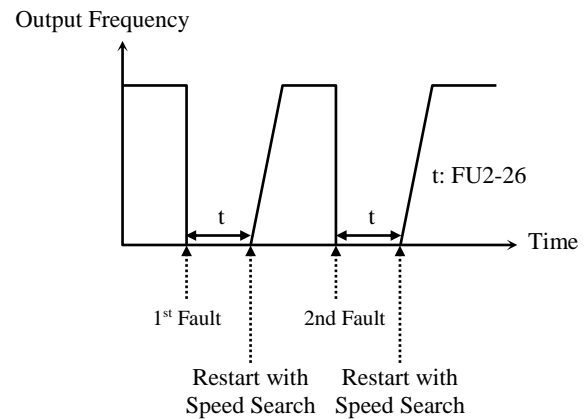 Output Frequency
t: FU2-26
t
t
Time
1st Fault
2nd Fault
Restart with
Speed Search
Restart with
Speed Search